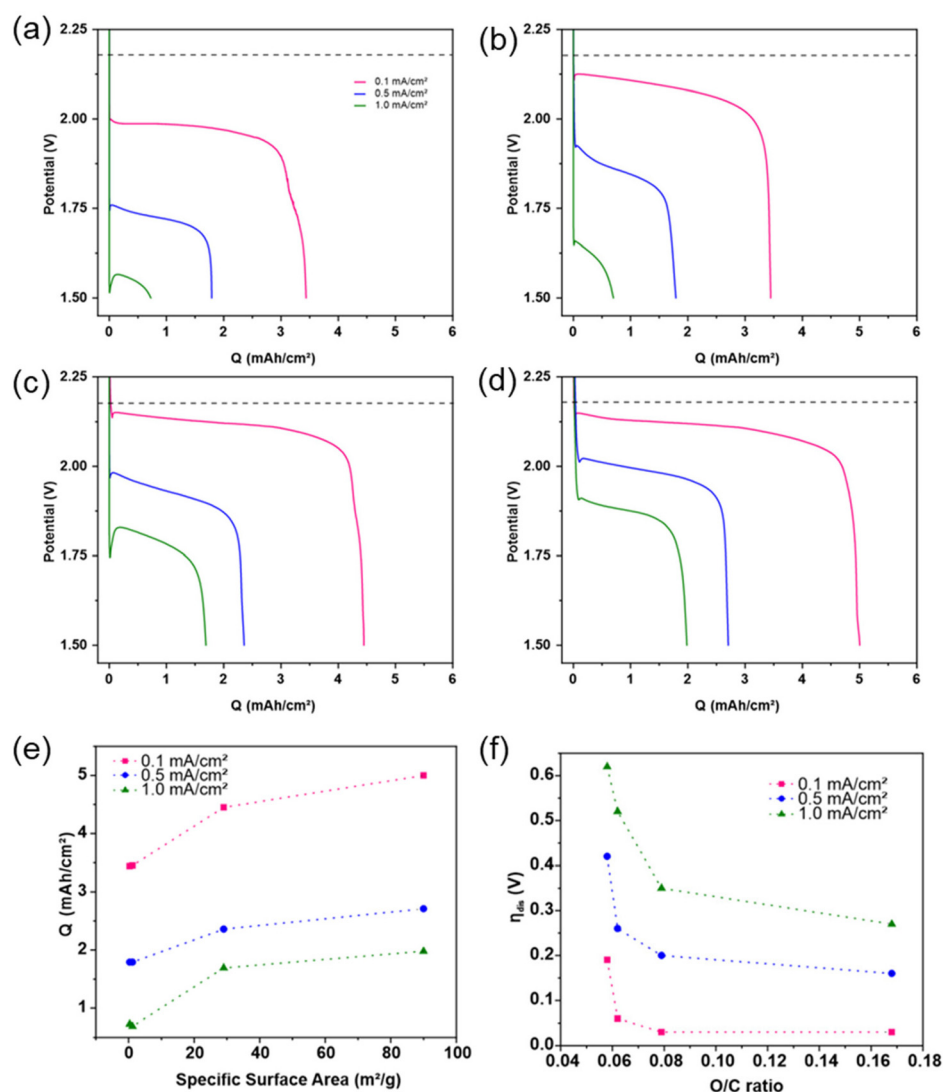 (a)
2.25
2.00
1.75
1.50
Potential (V)
0.1 mA/cm²
0.5 mA/cm²
1.0 mA/cm²
0 1 2 3 4 5 6
Q (mAh/cm²)
(b)
2.25
2.00
1.75
1.50
Potential (V)
0 1 2 3 4 5 6
Q (mAh/cm²)
(c)
2.25
2.00
1.75
1.50
Potential (V)
0 1 2 3 4 5 6
Q (mAh/cm²)
(d)
2.25
2.00
1.75
1.50
Potential (V)
0 1 2 3 4 5 6
Q (mAh/cm²)
(e)
0.1 mA/cm²
0.5 mA/cm²
1.0 mA/cm²
5
4
3
2
1
Q (mAh/cm²)
0 20 40 60 80 100
Specific Surface Area (m²/g)
(f)
0.1 mA/cm²
0.5 mA/cm²
1.0 mA/cm²
0.6
0.5
0.4
0.3
0.2
0.1
0.0
ηdis (V)
0.04 0.06 0.08 0.10 0.12 0.14 0.16 0.18
O/C ratio